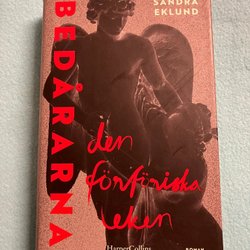 SANDRA
EKLUND
BEDÅRARNA
den
förföriska
leken
HarperCollins
ROMAN